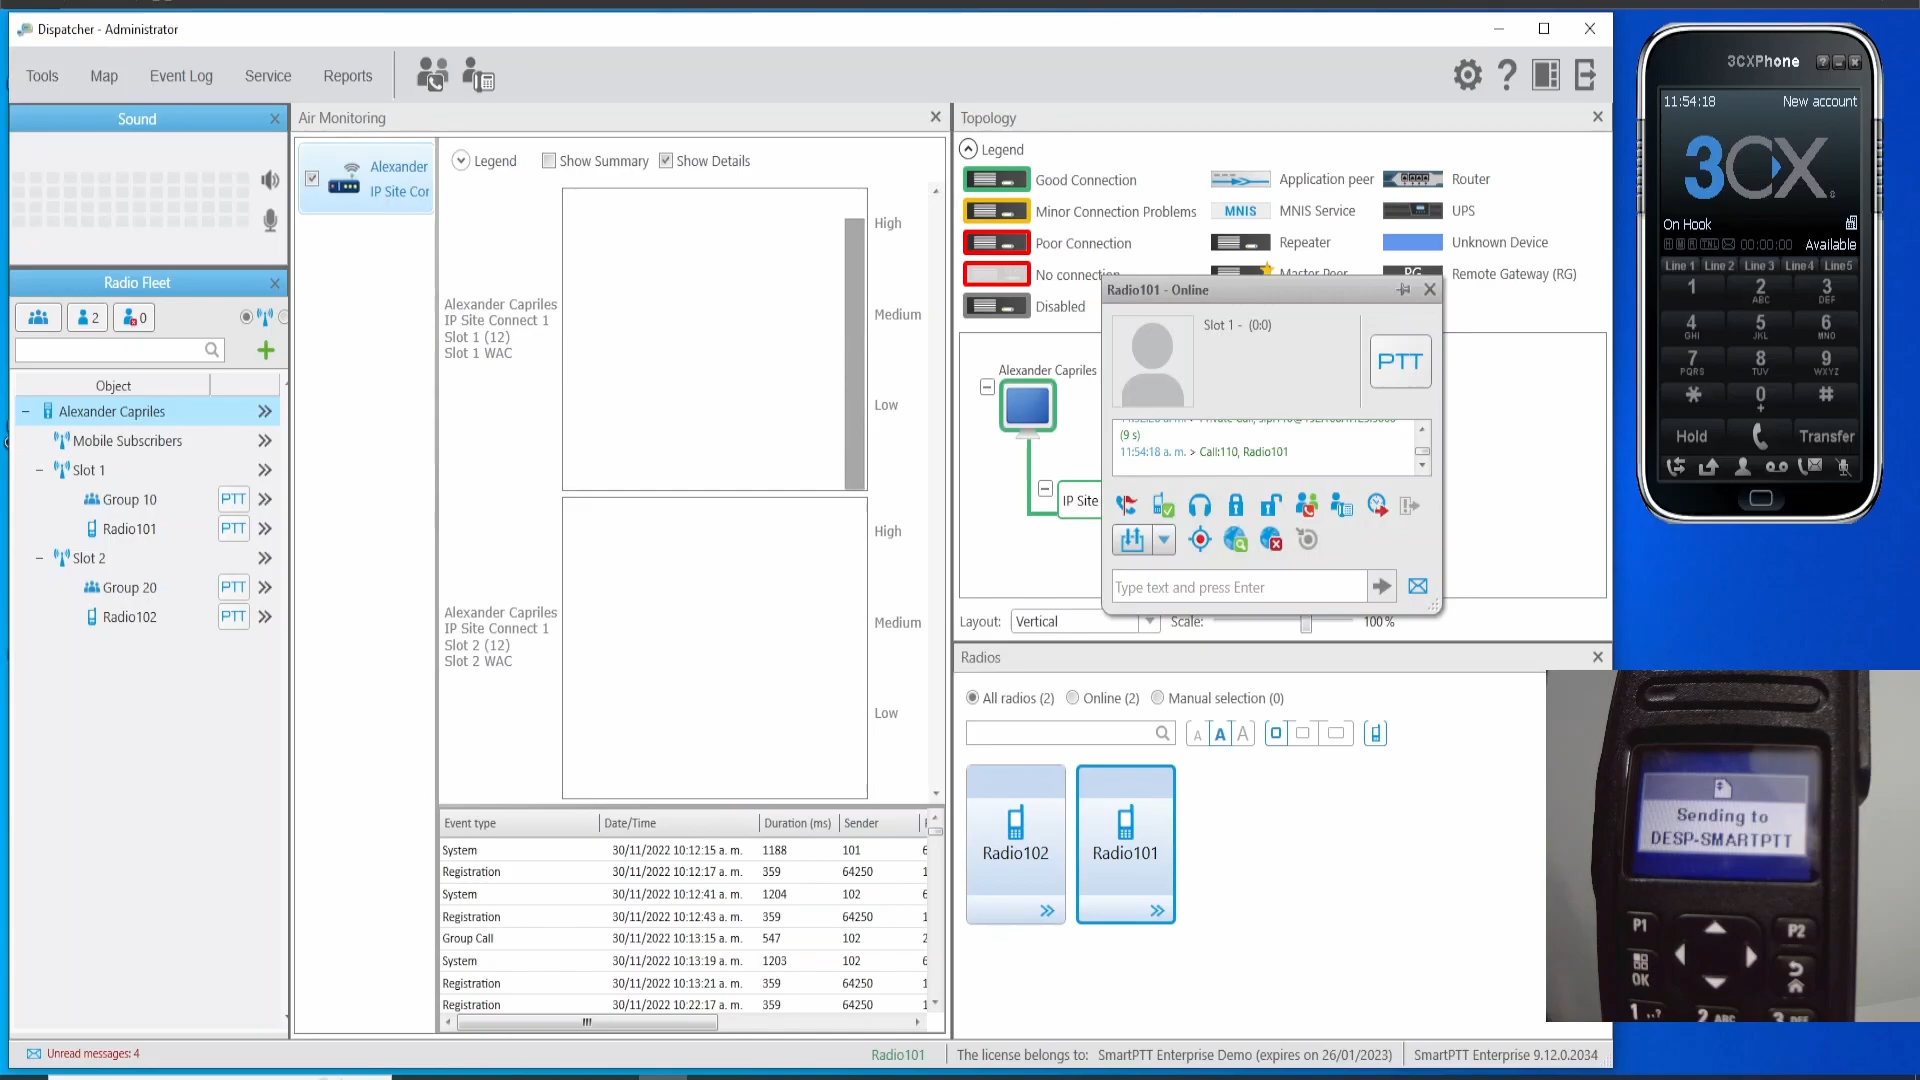 Dispatcher - Administrator
Tools
Map
Event Log
Service
Reports
Sound
Radio Fleet
2
0
Object
Alexander Capriles
Mobile Subscribers
Slot 1
Group 10
PTT
Radio101
PTT
Slot 2
Group 20
PTT
Radio102
PTT
Air Monitoring
Alexander
IP Site Cor
Legend
Show Summary
Show Details
Alexander Capriles
IP Site Connect 1
Slot 1 (12)
Slot 1 WAC
High
Medium
Low
Alexander Capriles
IP Site Connect 1
Slot 2 (12)
Slot 2 WAC
High
Medium
Low
Event type Date/Time Duration (ms) Sender
System 30/11/2022 10:12:15 a. m. 1188 101
Registration 30/11/2022 10:12:17 a. m. 359 64250
System 30/11/2022 10:12:41 a. m. 1204 102
Registration 30/11/2022 10:12:43 a. m. 359 64250
Group Call 30/11/2022 10:13:15 a. m. 547 102
System 30/11/2022 10:13:19 a. m. 1203 102
Registration 30/11/2022 10:13:21 a. m. 359 64250
Registration 30/11/2022 10:22:17 a. m. 359 64250
Topology
Legend
Good Connection
Application peer
Router
Minor Connection Problems
MNIS
MNIS Service
UPS
Poor Connection
Repeater
Unknown Device
No connection
Master Peer
RG
Remote Gateway (RG)
Disabled
Alexander Capriles
IP Site
Radio101 - Online
Slot 1 - (0:0)
PTT
(9 s)
11:54:18 a. m. > Call:110, Radio101
Type text and press Enter
Layout: Vertical
Scale: 100 %
Radios
All radios (2)
Online (2)
Manual selection (0)
A A A
Radio102
Radio101
Unread messages: 4
Radio101
The license belongs to: SmartPTT Enterprise Demo (expires on 26/01/2023)
SmartPTT Enterprise 9.12.0.2034
3CXPhone
11:54:18 New account
3CX
On Hook
00:00:00 Available
Line 1 Line 2 Line 3 Line4 Line5
1 2 3
ABC DEF
4 5 6
GHI JKL MNO
7 8 9
PQRS TUV WXYZ
* 0 #
+
Hold Transfer
Sending to
DESP-SMARTPTT
P1
P2
OK
1
2 ABC
3 DEF